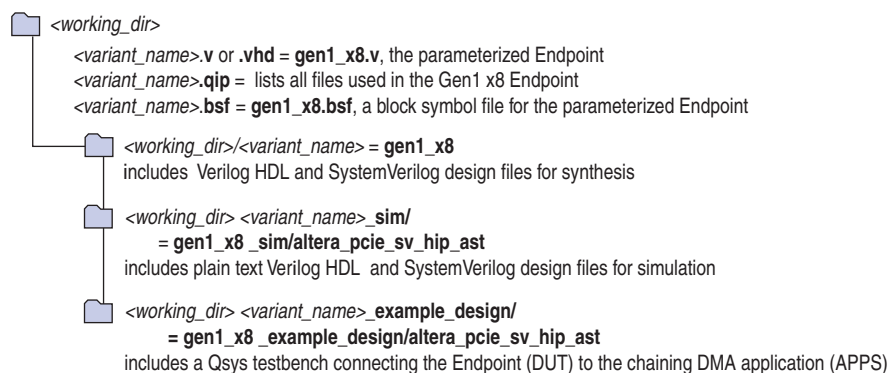 <working_dir>
<variant_name>.v or .vhd = gen1_x8.v, the parameterized Endpoint
<variant_name>.qip = lists all files used in the Gen1 x8 Endpoint
<variant_name>.bsf = gen1_x8.bsf, a block symbol file for the parameterized Endpoint
<working_dir>/<variant_name> = gen1_x8
includes Verilog HDL and SystemVerilog design files for synthesis
<working_dir> <variant_name>_sim/
= gen1_x8 _sim/altera_pcie_sv_hip_ast
includes plain text Verilog HDL and SystemVerilog design files for simulation
<working_dir> <variant_name>_example_design/
= gen1_x8 _example_design/altera_pcie_sv_hip_ast
includes a Qsys testbench connecting the Endpoint (DUT) to the chaining DMA application (APPS)